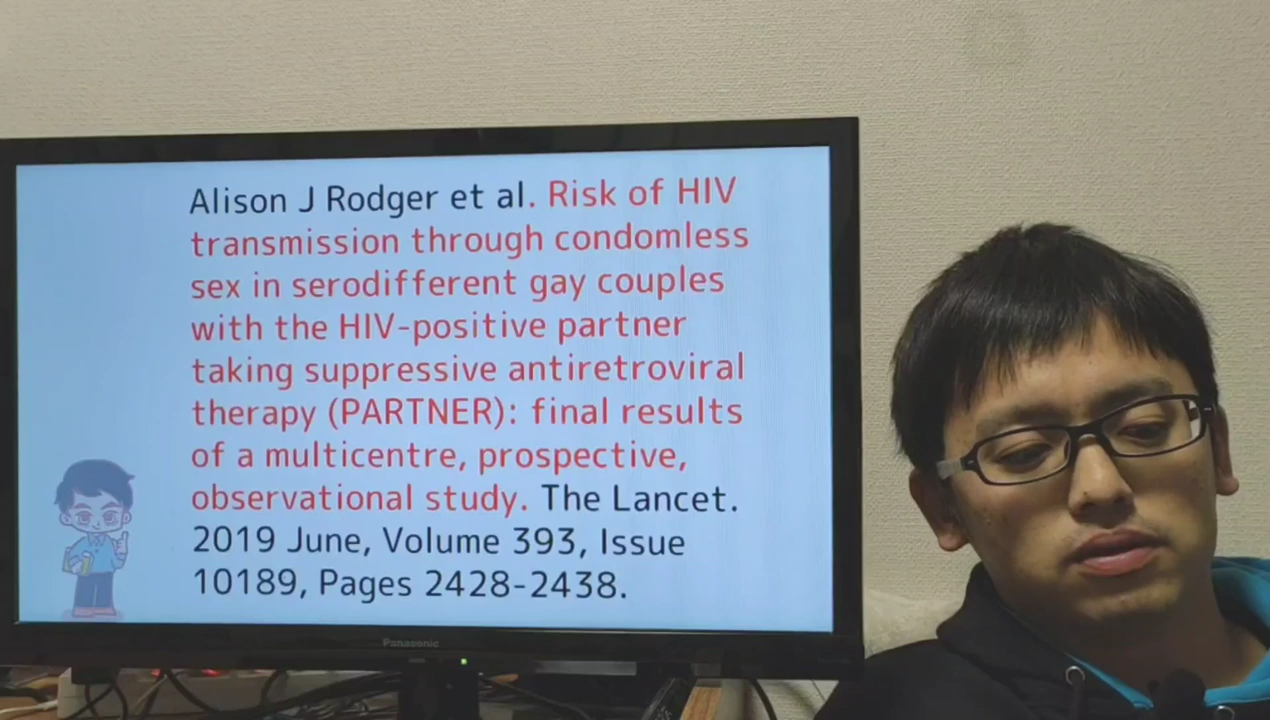 Alison J Rodger et al. Risk of HIV
transmission through condomless
sex in serodifferent gay couples
with the HIV-positive partner
taking suppressive antiretroviral
therapy (PARTNER): final results
of a multicentre, prospective,
observational study. The Lancet.
2019 June, Volume 393, Issue
10189, Pages 2428-2438.
Panasonic